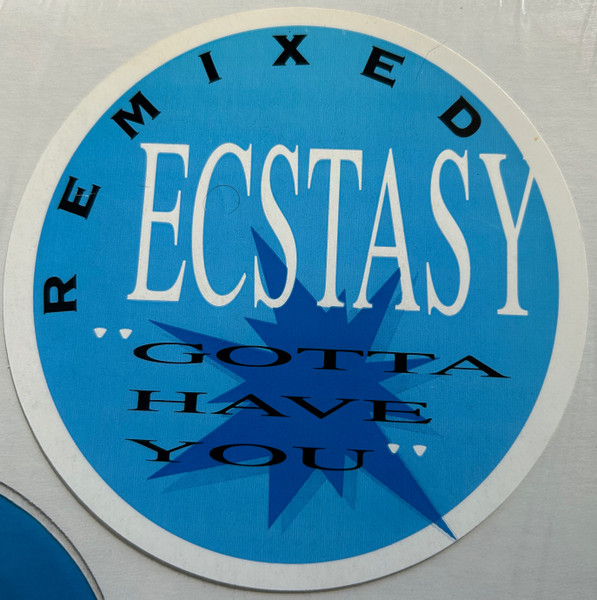 REMIXED
ECSTASY
"GOTTA
HAVE
YOU"